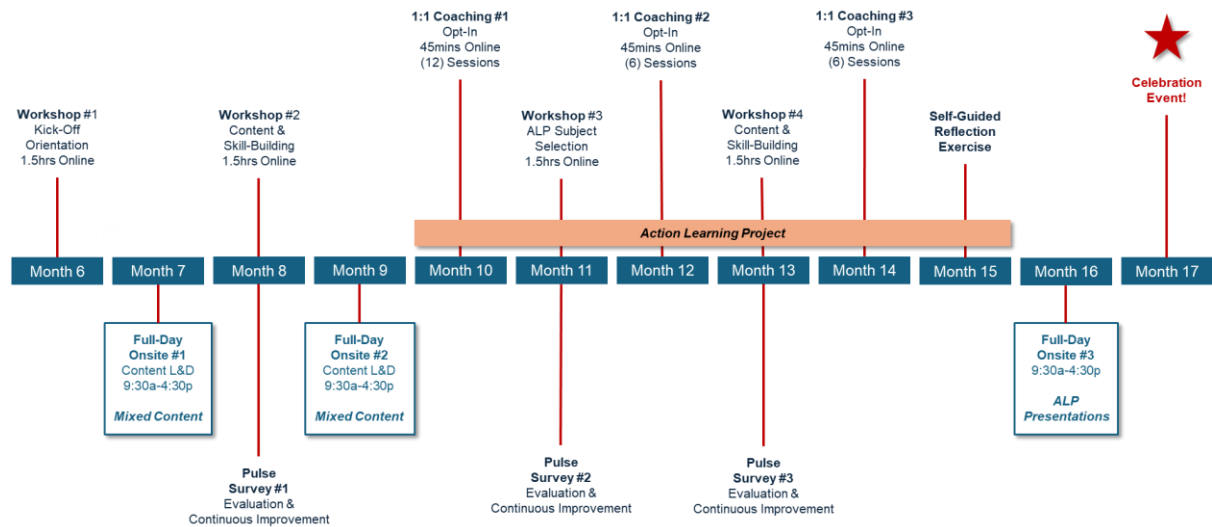 1:1 Coaching #1
Opt-In
45mins Online
(12) Sessions
1:1 Coaching #2
Opt-In
45mins Online
(6) Sessions
1:1 Coaching #3
Opt-In
45mins Online
(6) Sessions
Celebration
Event!
Workshop #1
Kick-Off
Orientation
1.5hrs Online
Workshop #2
Content &
Skill-Building
1.5hrs Online
Workshop #3
ALP Subject
Selection
1.5hrs Online
Workshop #4
Content &
Skill-Building
1.5hrs Online
Self-Guided
Reflection
Exercise
Action Learning Project
Month 6
Month 7
Month 8
Month 9
Month 10
Month 11
Month 12
Month 13
Month 14
Month 15
Month 16
Month 17
Full-Day
Onsite #1
Content L&D
9:30a-4:30p
Mixed Content
Full-Day
Onsite #2
Content L&D
9:30a-4:30p
Mixed Content
Full-Day
Onsite #3
9:30a-4:30p
ALP
Presentations
Pulse
Survey #1
Evaluation &
Continuous Improvement
Pulse
Survey #2
Evaluation &
Continuous Improvement
Pulse
Survey #3
Evaluation &
Continuous Improvement